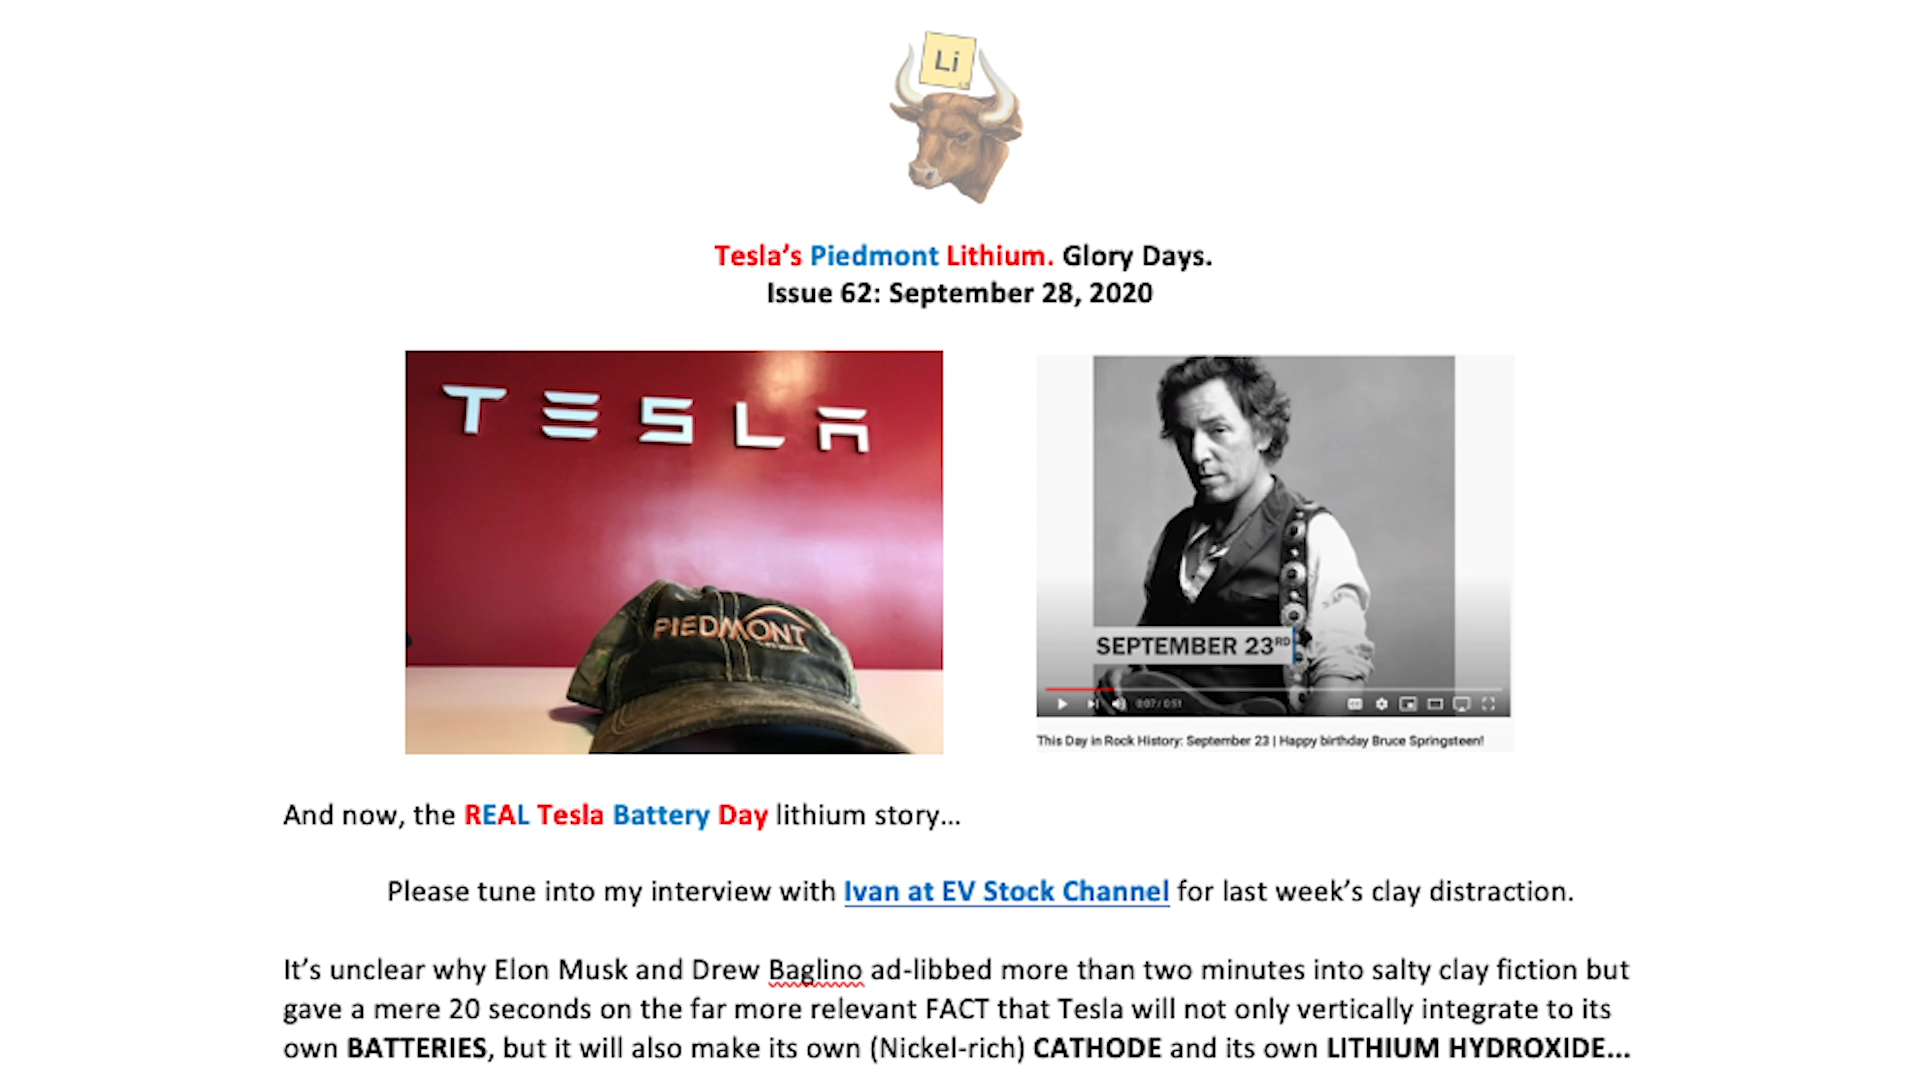 Li
Tesla's Piedmont Lithium. Glory Days.
Issue 62: September 28, 2020
TESLA
PIEDMONT
SEPTEMBER 23RD
0:07 / 0:51
This Day in Rock History: September 23 | Happy birthday Bruce Springsteen!
And now, the REAL Tesla Battery Day lithium story...
Please tune into my interview with Ivan at EV Stock Channel for last week's clay distraction.
It's unclear why Elon Musk and Drew Baglino ad-libbed more than two minutes into salty clay fiction but
gave a mere 20 seconds on the far more relevant FACT that Tesla will not only vertically integrate to its
own BATTERIES, but it will also make its own (Nickel-rich) CATHODE and its own LITHIUM HYDROXIDE...